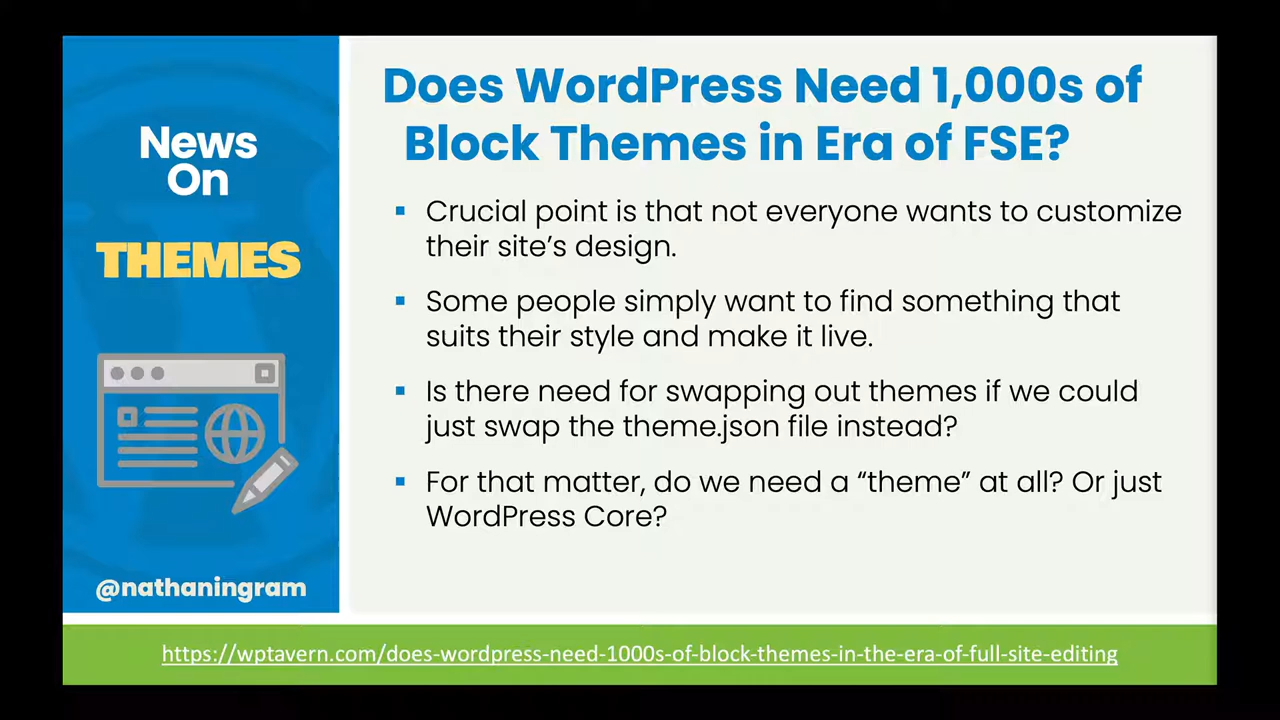 News
On
THEMES
@nathaningram
Does WordPress Need 1,000s of
Block Themes in Era of FSE?
▪ Crucial point is that not everyone wants to customize
their site’s design.
▪ Some people simply want to find something that
suits their style and make it live.
▪ Is there need for swapping out themes if we could
just swap the theme.json file instead?
▪ For that matter, do we need a “theme” at all? Or just
WordPress Core?
https://wptavern.com/does-wordpress-need-1000s-of-block-themes-in-the-era-of-full-site-editing